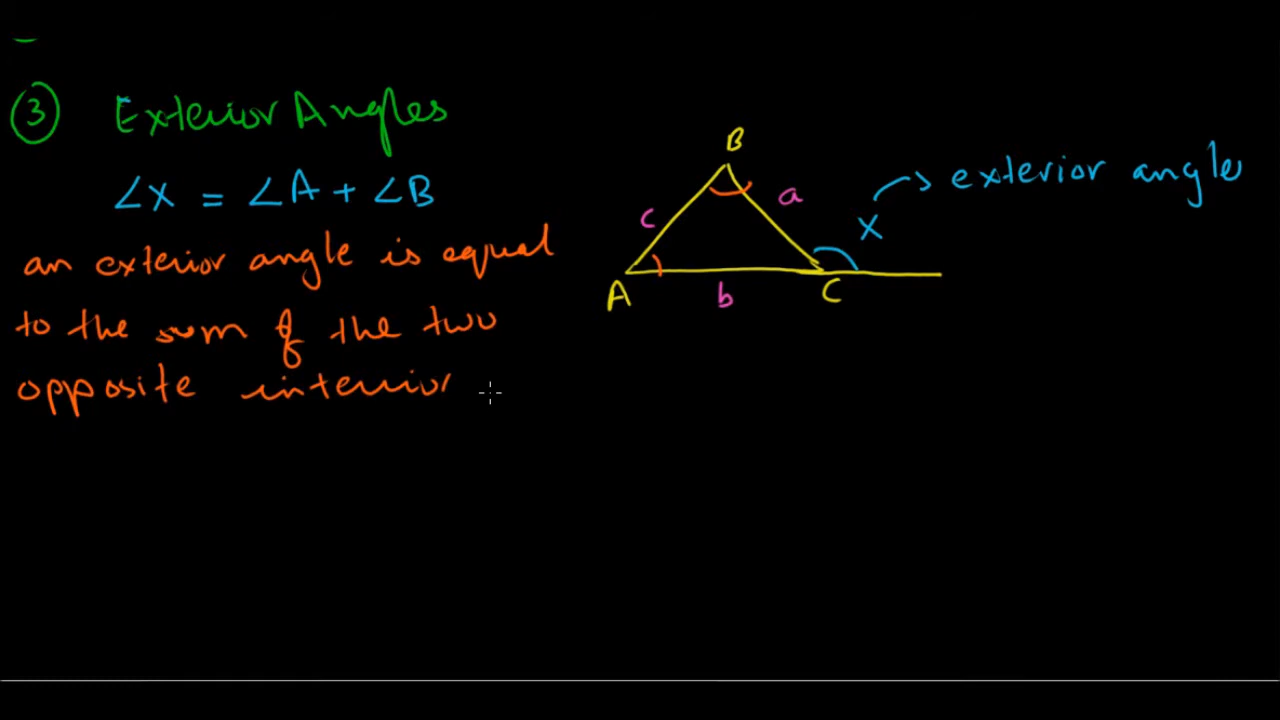 ③ Exterior Angles
∠X = ∠A + ∠B
an exterior angle is equal
to the sum of the two
opposite interior
B
c
a
X
exterior angle
A
b
C